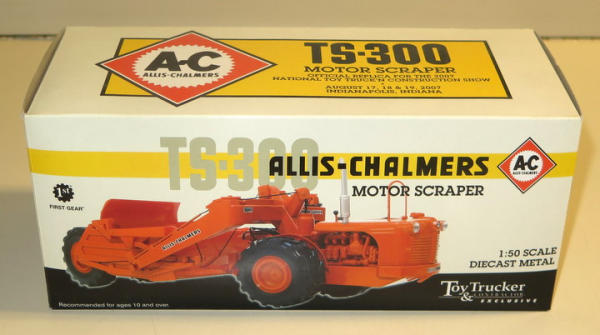 A-C
ALLIS-CHALMERS
TS-300
MOTOR SCRAPER
OFFICIAL REPLICA FOR THE 2007
NATIONAL TOY TRUCK'N CONSTRUCTION SHOW
AUGUST 17, 18 & 19, 2007
INDIANAPOLIS, INDIANA
TS-300
ALLIS-CHALMERS
MOTOR SCRAPER
A-C
ALLIS-CHALMERS
1st
FIRST GEAR
ALLIS-CHALMERS
1:50 SCALE
DIECAST METAL
Toy Trucker
& CONTRACTOR
EXCLUSIVE
Recommended for ages 10 and over.